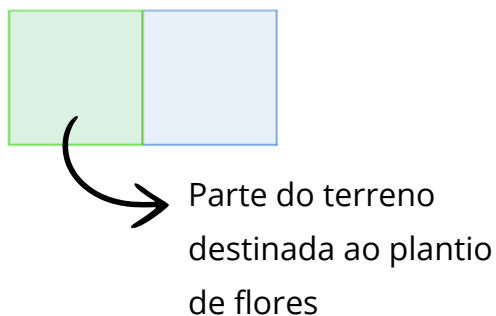 Parte do terreno
destinada ao plantio
de flores